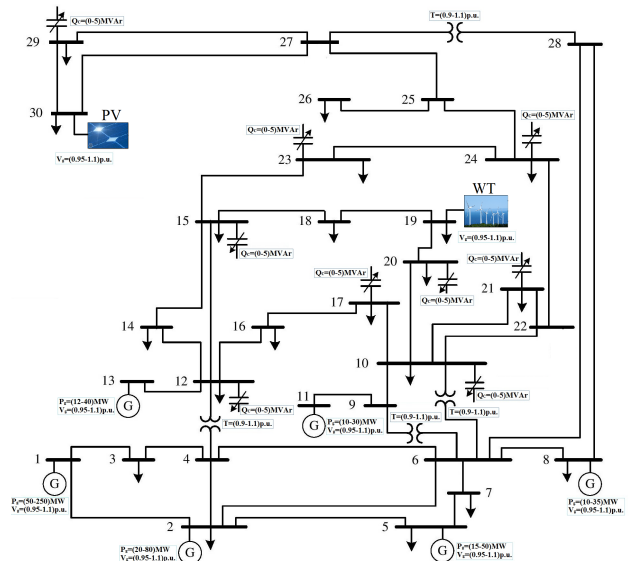 Qc=(0-5)MVAr
T=(0.9-1.1)p.u.
29
27
28
30
PV
26
25
Vg=(0.95-1.1)p.u.
Qc=(0-5)MVAr
Qc=(0-5)MVAr
23
24
WT
15
18
19
Vg=(0.95-1.1)p.u.
Qc=(0-5)MVAr
20
Qc=(0-5)MVAr
Qc=(0-5)MVAr
21
17
Qc=(0-5)MVAr
14
16
22
10
13
12
11
9
Pg=(12-40)MW
Vg=(0.95-1.1)p.u.
G
Qc=(0-5)MVAr
Qc=(0-5)MVAr
G
Pg=(10-30)MW
Vg=(0.95-1.1)p.u.
T=(0.9-1.1)p.u.
T=(0.9-1.1)p.u.
T=(0.9-1.1)p.u.
1
3
4
6
8
G
7
G
Pg=(50-250)MW
Vg=(0.95-1.1)p.u.
Pg=(10-35)MW
Vg=(0.95-1.1)p.u.
2
5
Pg=(20-80)MW
Vg=(0.95-1.1)p.u.
G
G
Pg=(15-50)MW
Vg=(0.95-1.1)p.u.